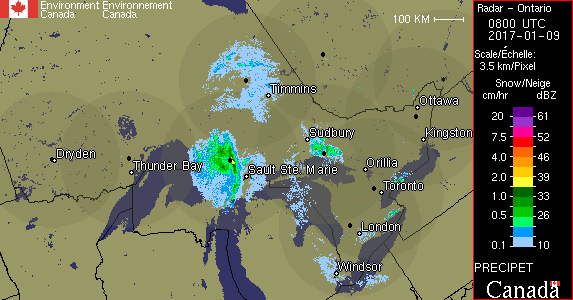 Environment Environnement
Canada Canada
100 KM
Timmins
Ottawa
Sudbury
Kingston
Dryden
Thunder Bay
Sault Ste. Marie
Orillia
Toronto
London
Windsor
Radar - Ontario
0800 UTC
2017-01-09
Scale/Échelle:
3.5 km/Pixel
Snow/Neige
cm/hr dBZ
20 61
7.5 52
4.0 46
2.0 39
1.0 33
0.5 26
0.1 10
PRECIPET
Canada